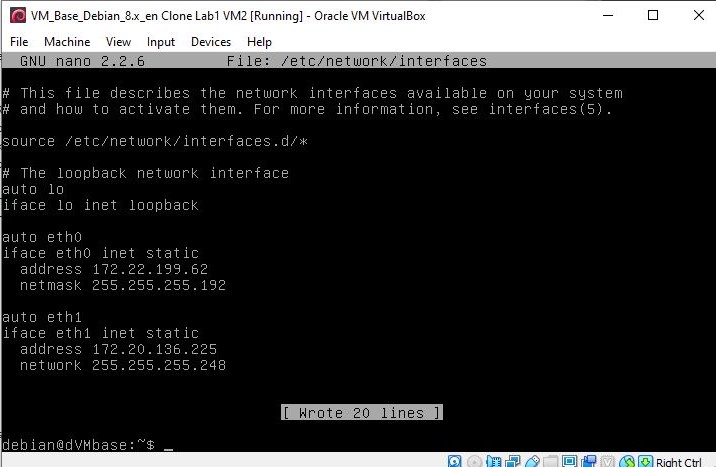 VM_Base_Debian_8.x_en Clone Lab1 VM2 [Running] - Oracle VM VirtualBox
File Machine View Input Devices Help
GNU nano 2.2.6 File: /etc/network/interfaces
# This file describes the network interfaces available on your system
# and how to activate them. For more information, see interfaces(5).
source /etc/network/interfaces.d/*
# The loopback network interface
auto lo
iface lo inet loopback
auto eth0
iface eth0 inet static
address 172.22.199.62
netmask 255.255.255.192
auto eth1
iface eth1 inet static
address 172.20.136.225
network 255.255.255.248
[ Wrote 20 lines ]
debian@dVMbase:~$ _
Right Ctrl